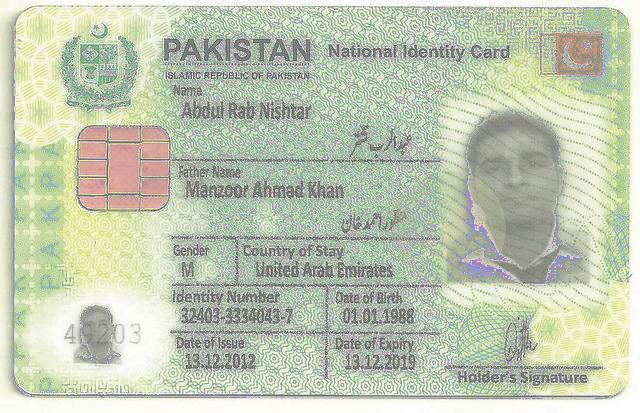 PAKISTAN National Identity Card
ISLAMIC REPUBLIC OF PAKISTAN
Name
Abdul Rab Nishtar
عبدالرب نشتر
Father Name
Manzoor Ahmad Khan
منظور احمد خان
Gender Country of Stay
M United Arab Emirates
Identity Number Date of Birth
32403-3334043-7 01.01.1988
Date of Issue Date of Expiry
13.12.2012 13.12.2019
Holder's Signature